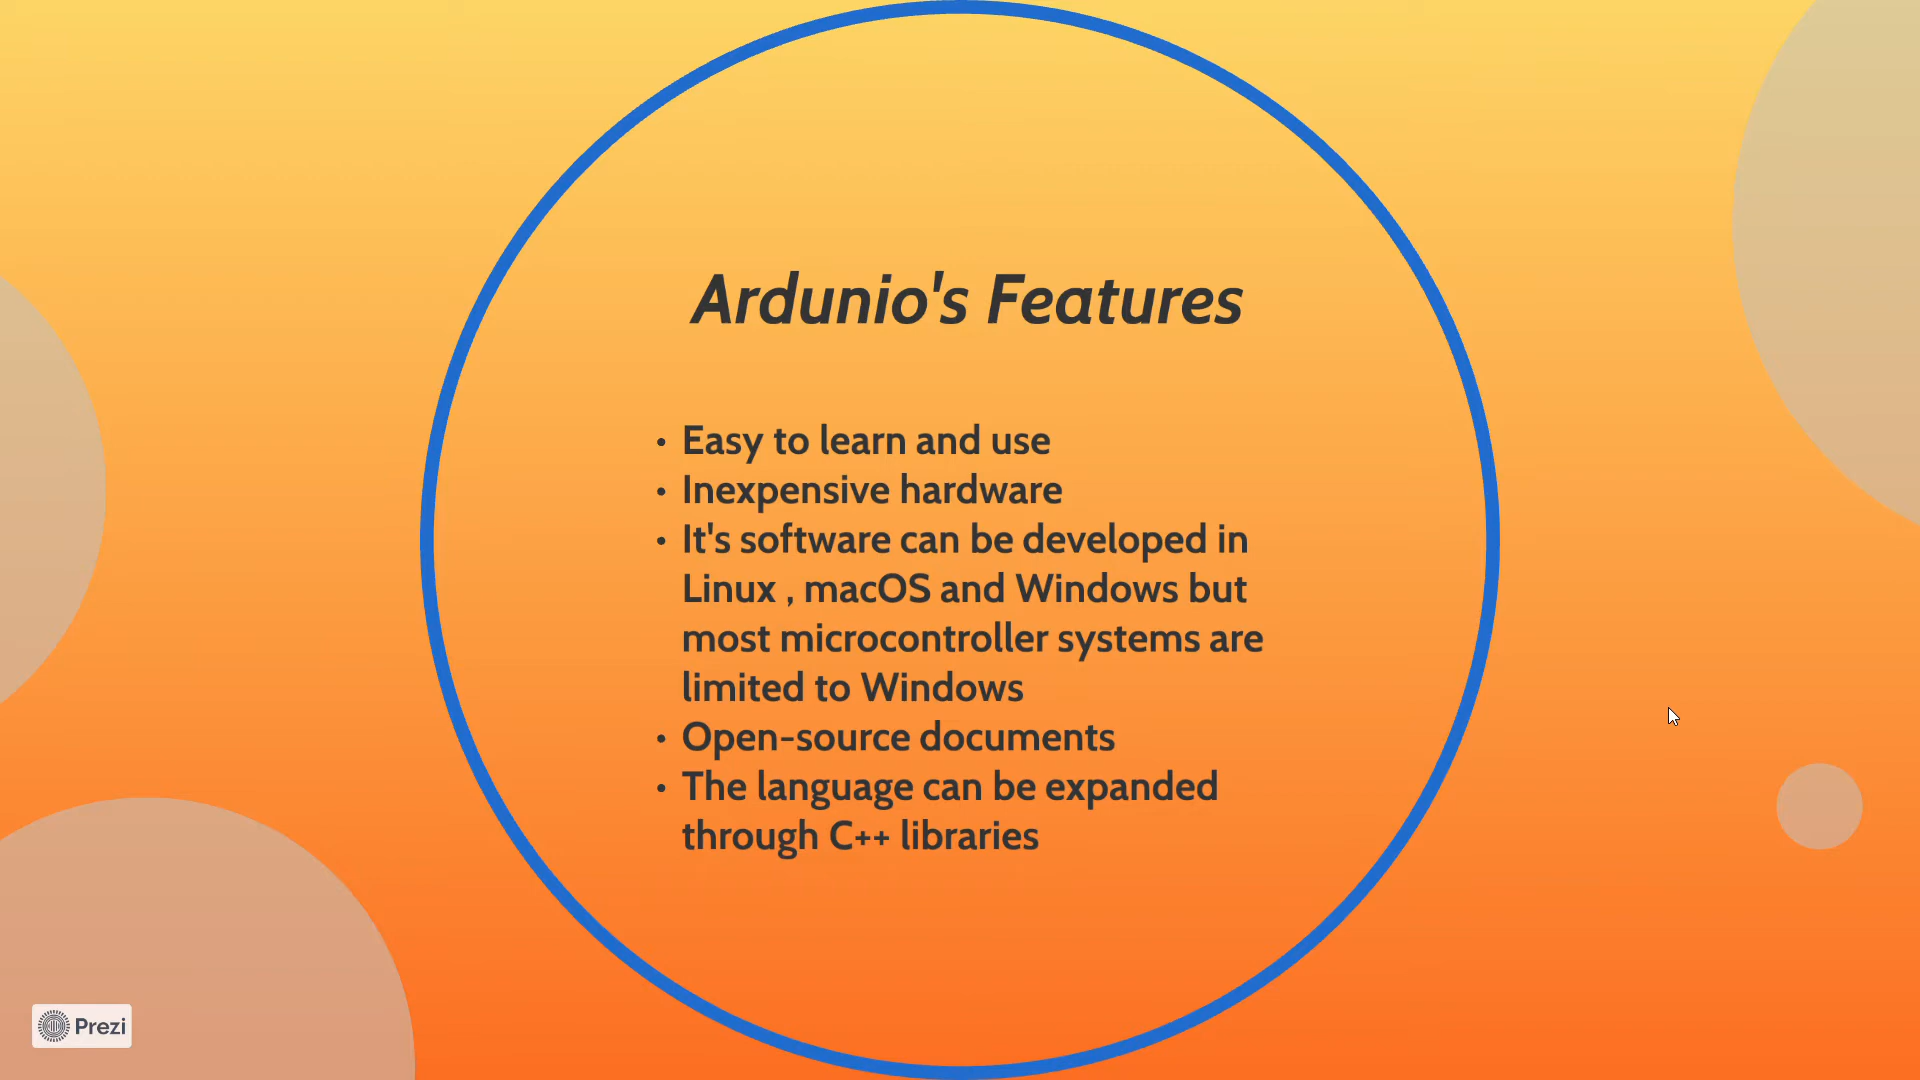 Ardunio's Features
• Easy to learn and use
• Inexpensive hardware
• It's software can be developed in
Linux , macOS and Windows but
most microcontroller systems are
limited to Windows
• Open-source documents
• The language can be expanded
through C++ libraries
Prezi